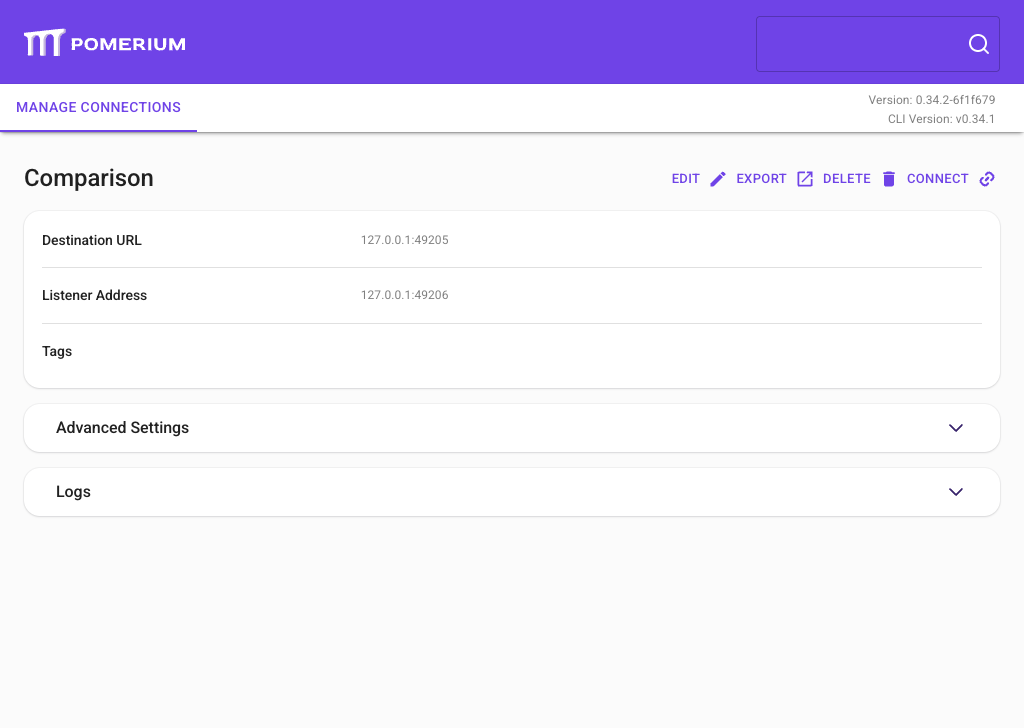 POMERIUM
MANAGE CONNECTIONS
Version: 0.34.2-6f1f679
CLI Version: v0.34.1
Comparison
EDIT EXPORT DELETE CONNECT
Destination URL 127.0.0.1:49205
Listener Address 127.0.0.1:49206
Tags
Advanced Settings
Logs